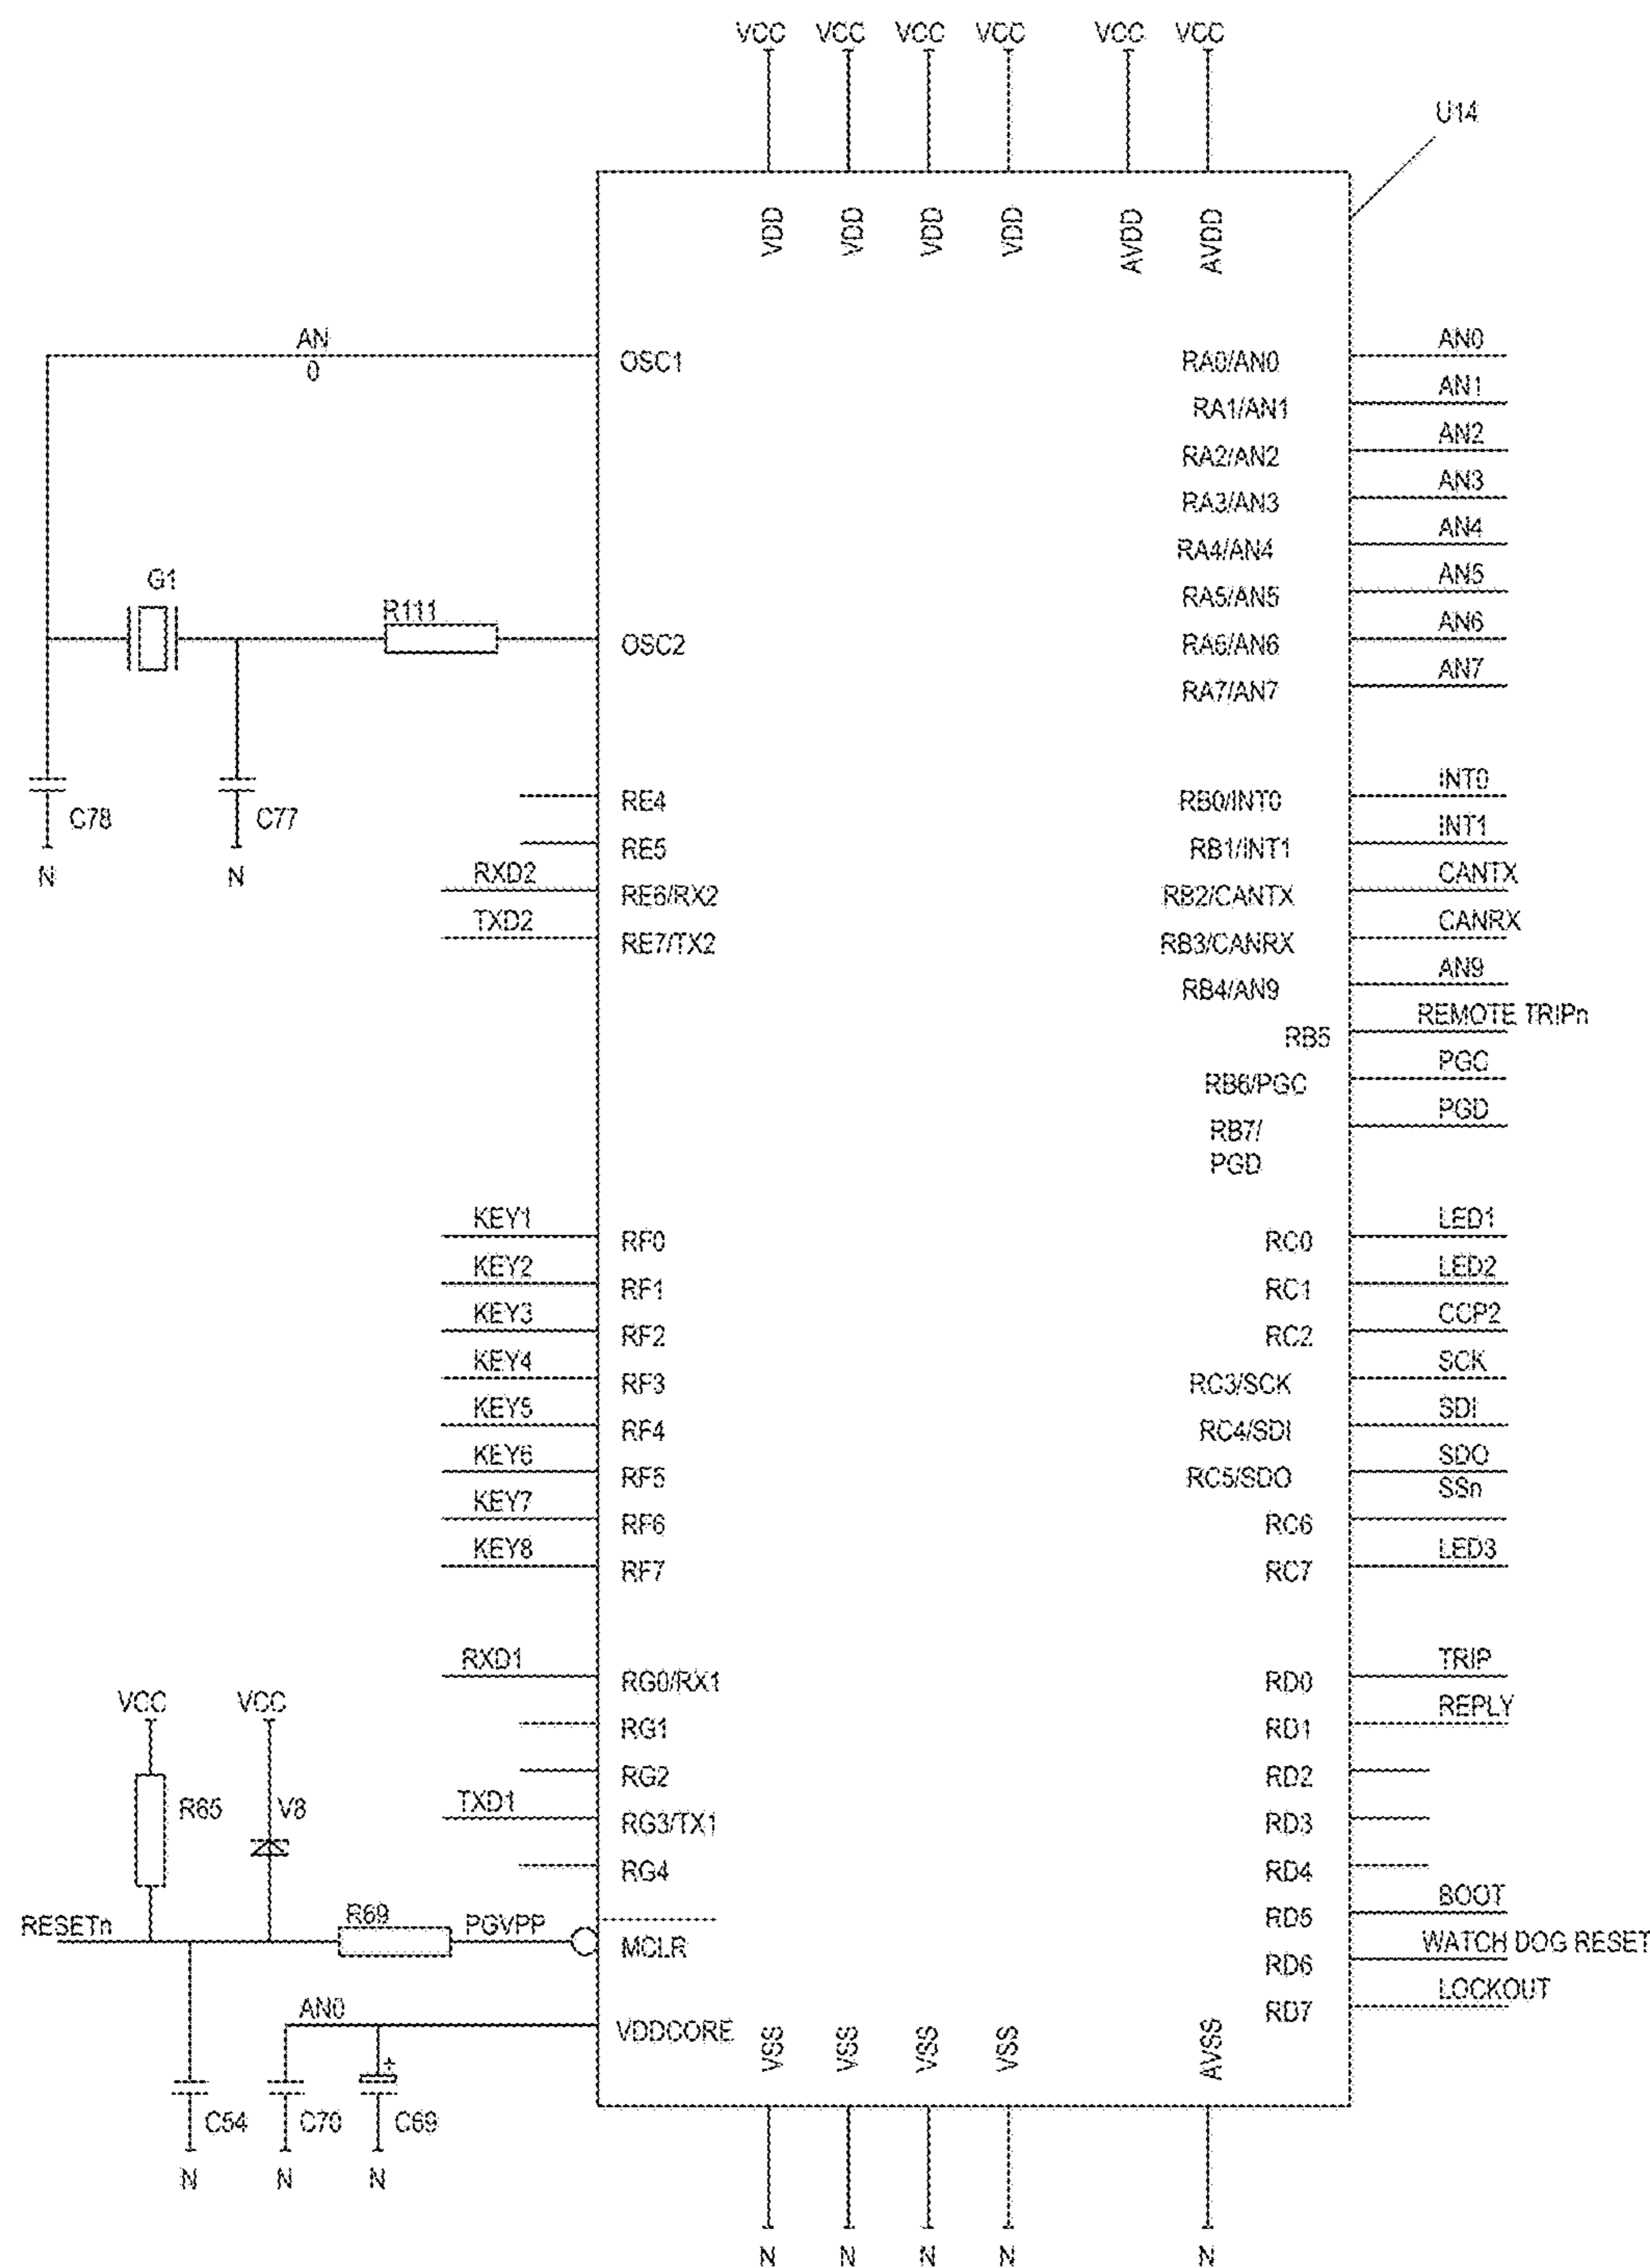 VCC VCC VCC VCC VCC VCC
U14
VDD VDD VDD VDD AVDD AVDD
AN
0
OSC1
RA0/AN0 AN0
RA1/AN1 AN1
RA2/AN2 AN2
RA3/AN3 AN3
RA4/AN4 AN4
G1
R111
OSC2
RA5/AN5 AN5
RA6/AN6 AN6
RA7/AN7 AN7
C78
N
C77
N
RE4
RE5
RXD2 RE6/RX2
TXD2 RE7/TX2
RB0/INT0 INT0
RB1/INT1 INT1
RB2/CANTX CANTX
RB3/CANRX CANRX
RB4/AN9 AN9
RB5 REMOTE TRIPn
RB6/PGC PGC
RB7/ PGD
PGD
KEY1 RF0
KEY2 RF1
KEY3 RF2
KEY4 RF3
KEY5 RF4
KEY6 RF5
KEY7 RF6
KEY8 RF7
RC0 LED1
RC1 LED2
RC2 CCP2
RC3/SCK SCK
RC4/SDI SDI
RC5/SDO SDO
RC6 SSn
RC7 LED3
RXD1 RG0/RX1
RG1
RG2
TXD1 RG3/TX1
RG4
RD0 TRIP
RD1 REPLY
RD2
RD3
RD4
RD5 BOOT
RD6 WATCH DOG RESET
RD7 LOCKOUT
VCC VCC
R65 V8
RESETn R69 PGVPP MCLR
AN0 VDDCORE
+
C54 C70 C69
N N N
VSS VSS VSS VSS AVSS
N N N N N